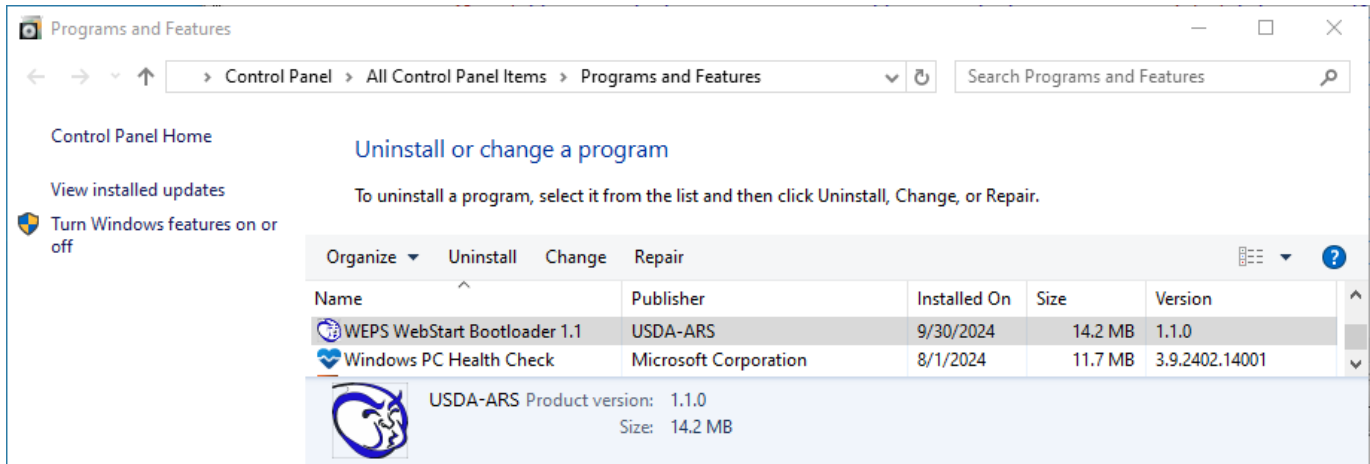 Programs and Features
Control Panel > All Control Panel Items > Programs and Features
Search Programs and Features
Control Panel Home
View installed updates
Turn Windows features on or
off
Uninstall or change a program
To uninstall a program, select it from the list and then click Uninstall, Change, or Repair.
Organize Uninstall Change Repair
Name Publisher Installed On Size Version
WEPS WebStart Bootloader 1.1 USDA-ARS 9/30/2024 14.2 MB 1.1.0
Windows PC Health Check Microsoft Corporation 8/1/2024 11.7 MB 3.9.2402.14001
USDA-ARS Product version: 1.1.0
Size: 14.2 MB